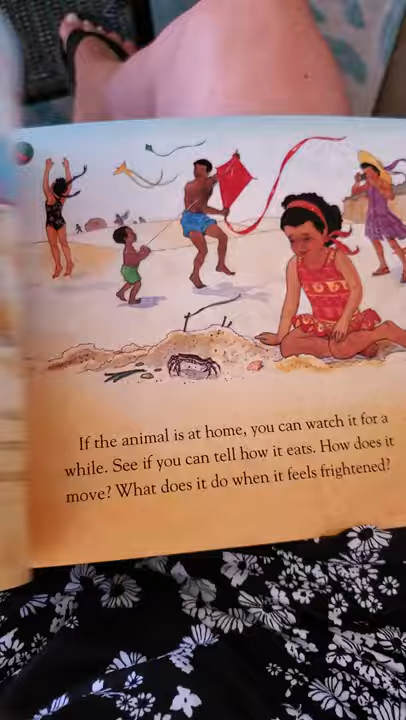 If the animal is at home, you can watch it for a
while. See if you can tell how it eats. How does it
move? What does it do when it feels frightened?